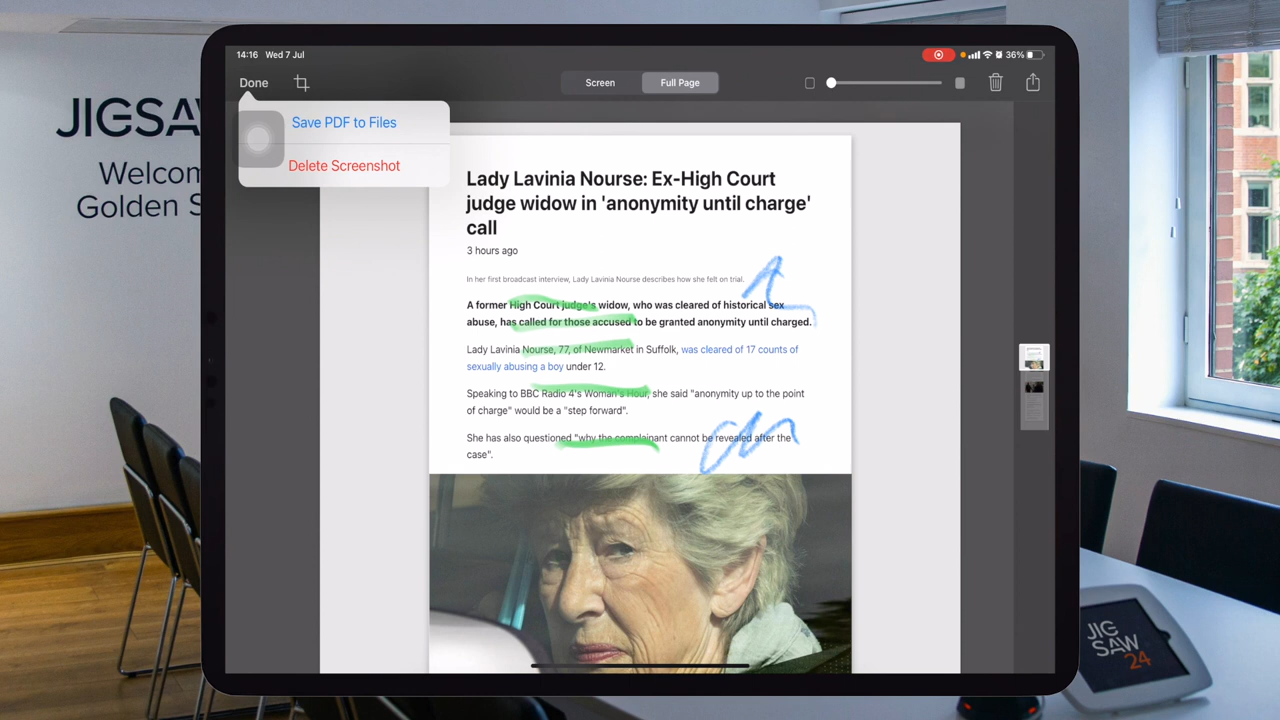 14:16 Wed 7 Jul
36%
Done
Screen
Full Page
Save PDF to Files
Delete Screenshot
JIGSA
Welcom
Golden S
Lady Lavinia Nourse: Ex-High Court
judge widow in 'anonymity until charge'
call
3 hours ago
In her first broadcast interview, Lady Lavinia Nourse describes how she felt on trial.
A former High Court judge's widow, who was cleared of historical sex
abuse, has called for those accused to be granted anonymity until charged.
Lady Lavinia Nourse, 77, of Newmarket in Suffolk, was cleared of 17 counts of
sexually abusing a boy under 12.
Speaking to BBC Radio 4's Woman's Hour, she said "anonymity up to the point
of charge" would be a "step forward".
She has also questioned "why the complainant cannot be revealed after the
case".
JIG
SAW
24